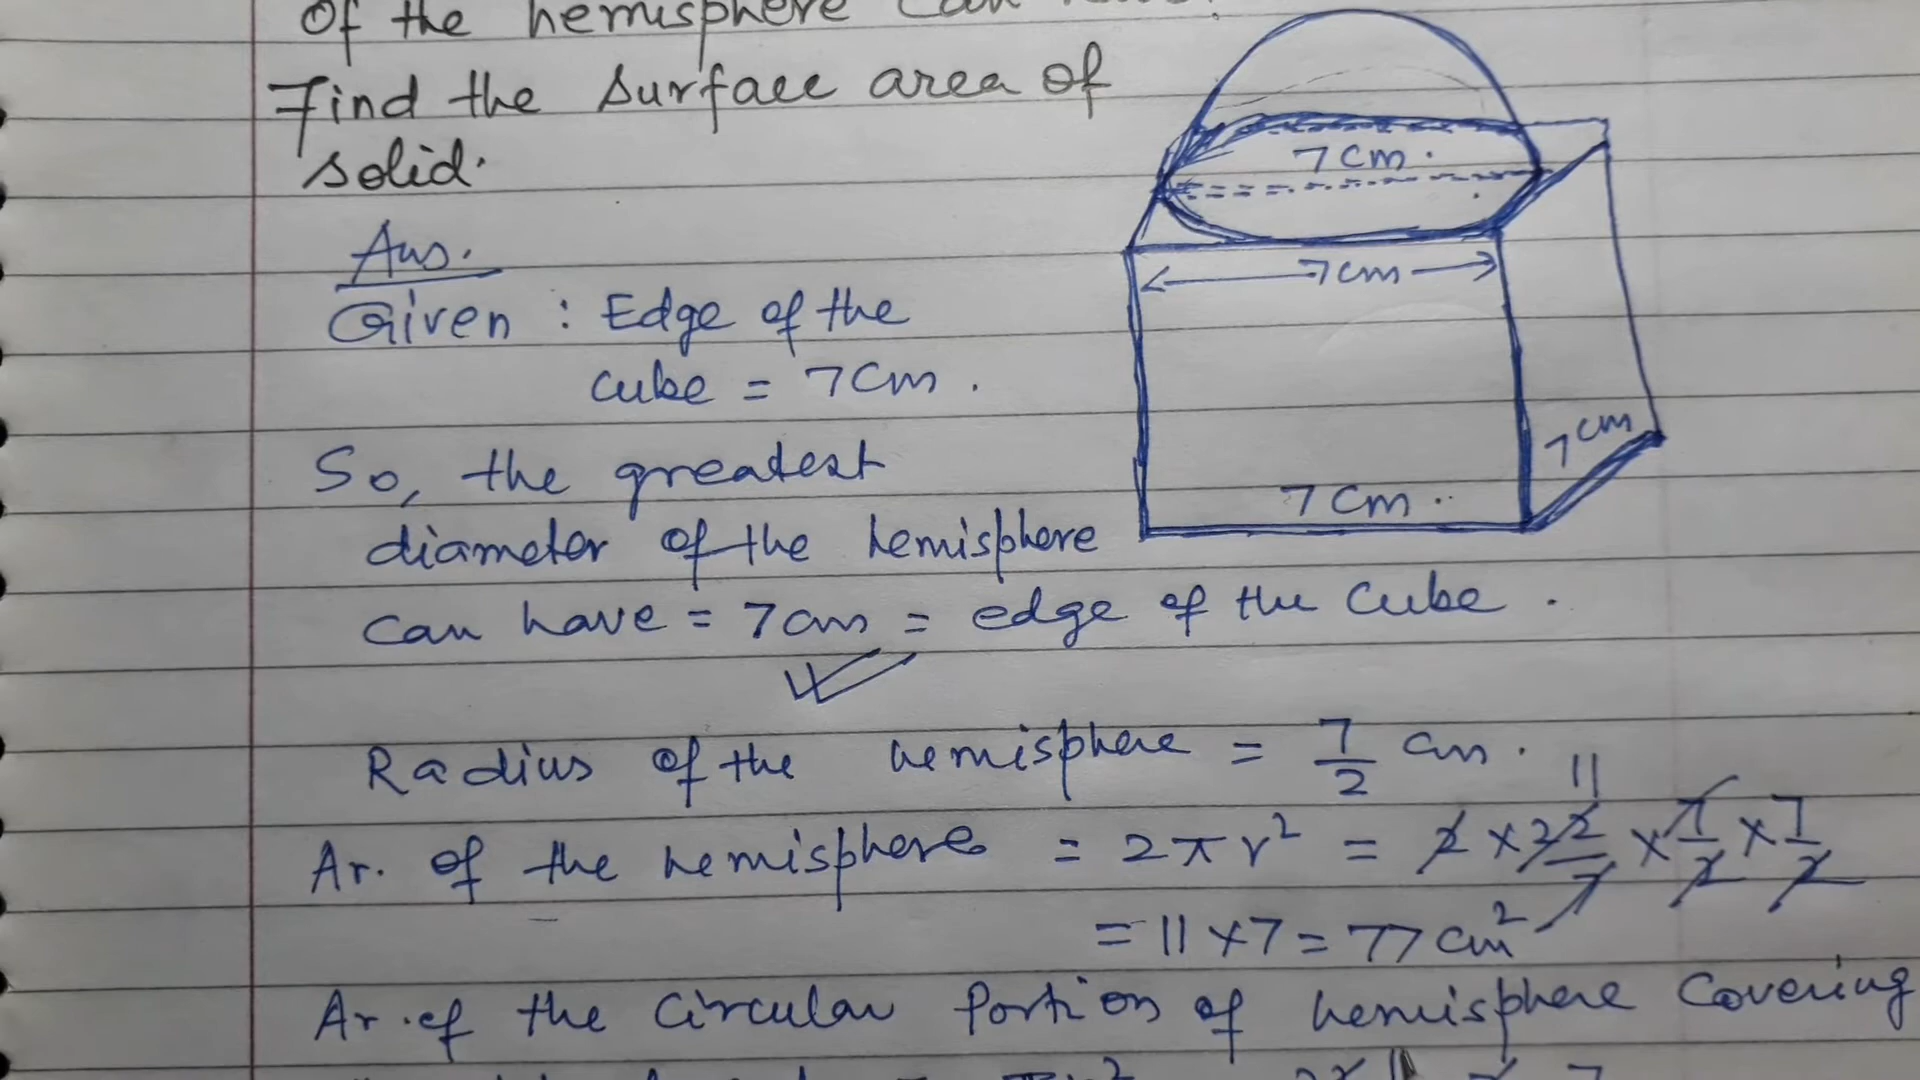 Of the hemisphere can
Find the surface area of
solid.
7cm.
7cm
7cm
7cm..
Ans.
Given : Edge of the
cube = 7cm.
So, the greatest
diameter of the hemisphere
can have = 7cm = edge of the cube.
Radius of the hemisphere = 7/2 cm.
11
Ar. of the hemisphere = 2πr² = 2 × 22/7 × 7/2 × 7/2
= 11 × 7 = 77 cm²
Ar. of the circular portion of hemisphere covering